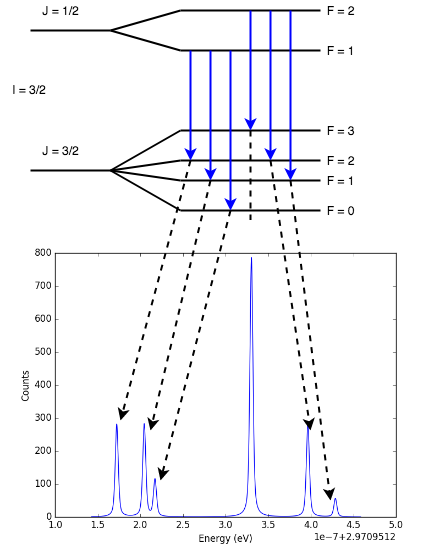 J = 1/2
F = 2
F = 1
I = 3/2
J = 3/2
F = 3
F = 2
F = 1
F = 0
800
700
600
500
400
300
200
100
0
Counts
1.0 1.5 2.0 2.5 3.0 3.5 4.0 4.5 5.0
Energy (eV)
1e−7+2.9709512